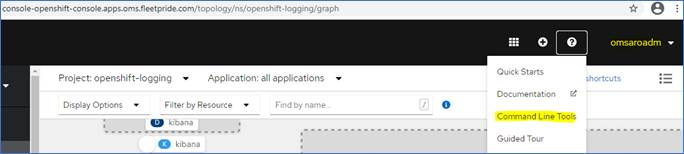 console-openshift-console.apps.oms.fleetpride.com/topology/ns/openshift-logging/graph
omsaroadm
Project: openshift-logging
Application: all applications
shortcuts
Quick Starts
Documentation
Command Line Tools
Guided Tour
Display Options
Filter by Resource
Find by name...
/
D kibana
K kibana